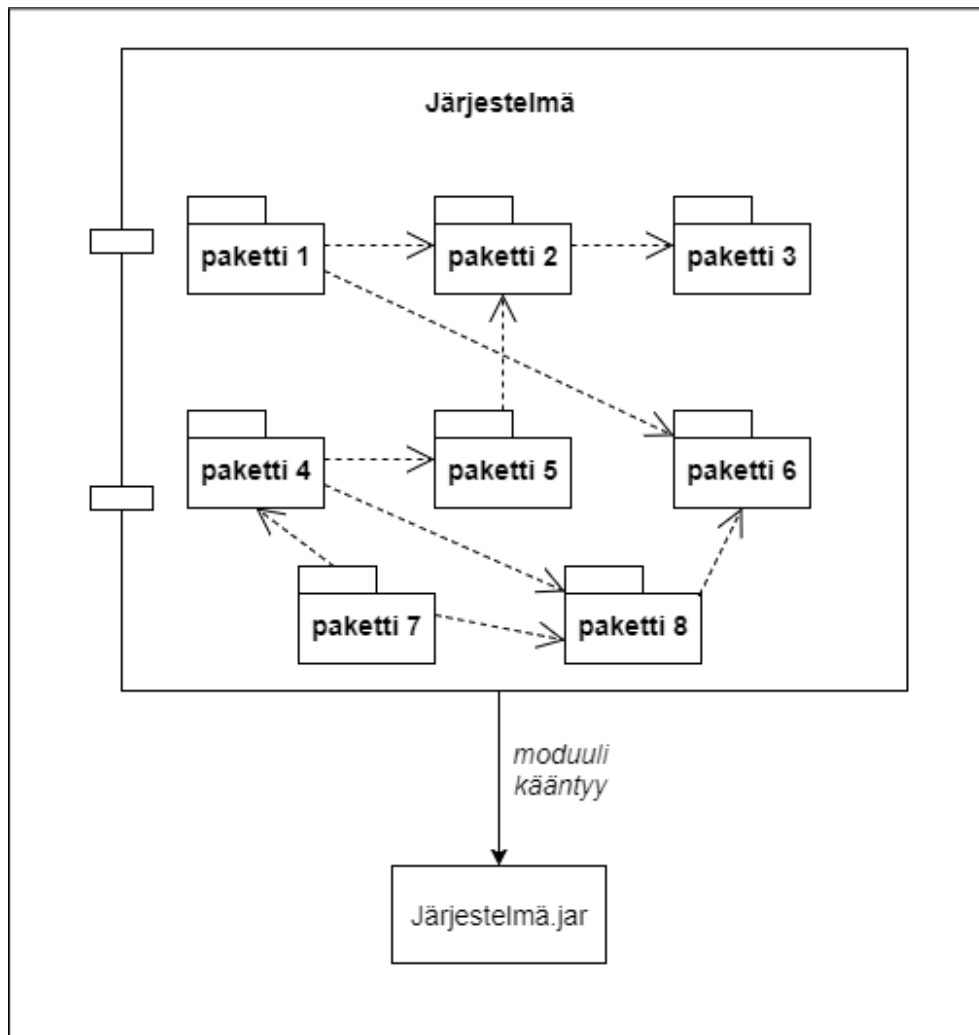 Järjestelmä
paketti 1
paketti 2
paketti 3
paketti 4
paketti 5
paketti 6
paketti 7
paketti 8
moduuli
kääntyy
Järjestelmä.jar